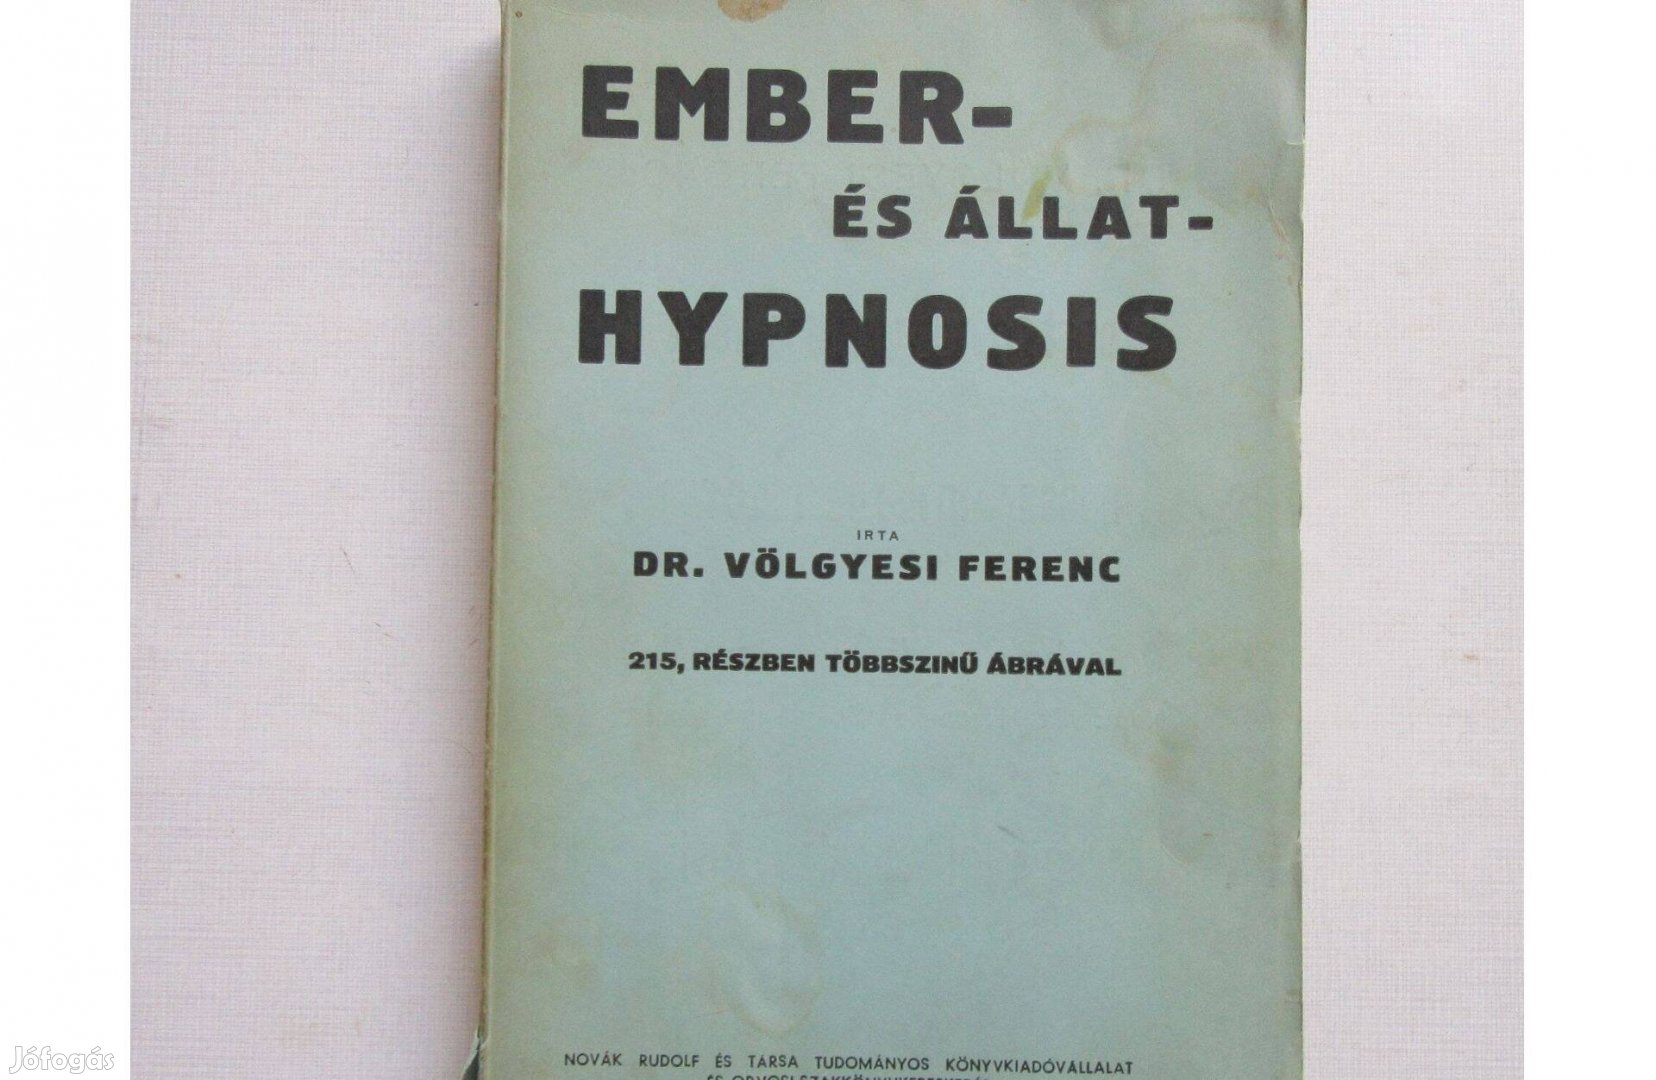 EMBER-
ÉS ÁLLAT-
HYPNOSIS
IRTA
DR. VÖLGYESI FERENC
215, RÉSZBEN TÖBBSZINŰ ÁBRÁVAL
NOVÁK RUDOLF ÉS TÁRSA TUDOMÁNYOS KÖNYVKIADÓVÁLLALAT
Jófogás